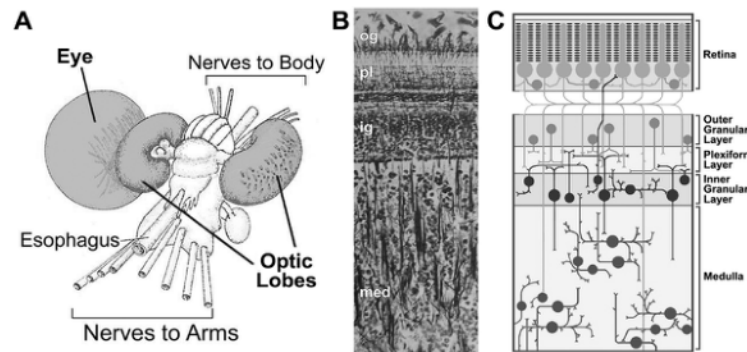 A
Eye
Nerves to Body
Esophagus
Optic
Lobes
Nerves to Arms
B
og
pl
ig
med
C
Retina
Outer
Granular
Layer
Plexiform
Layer
Inner
Granular
Layer
Medulla